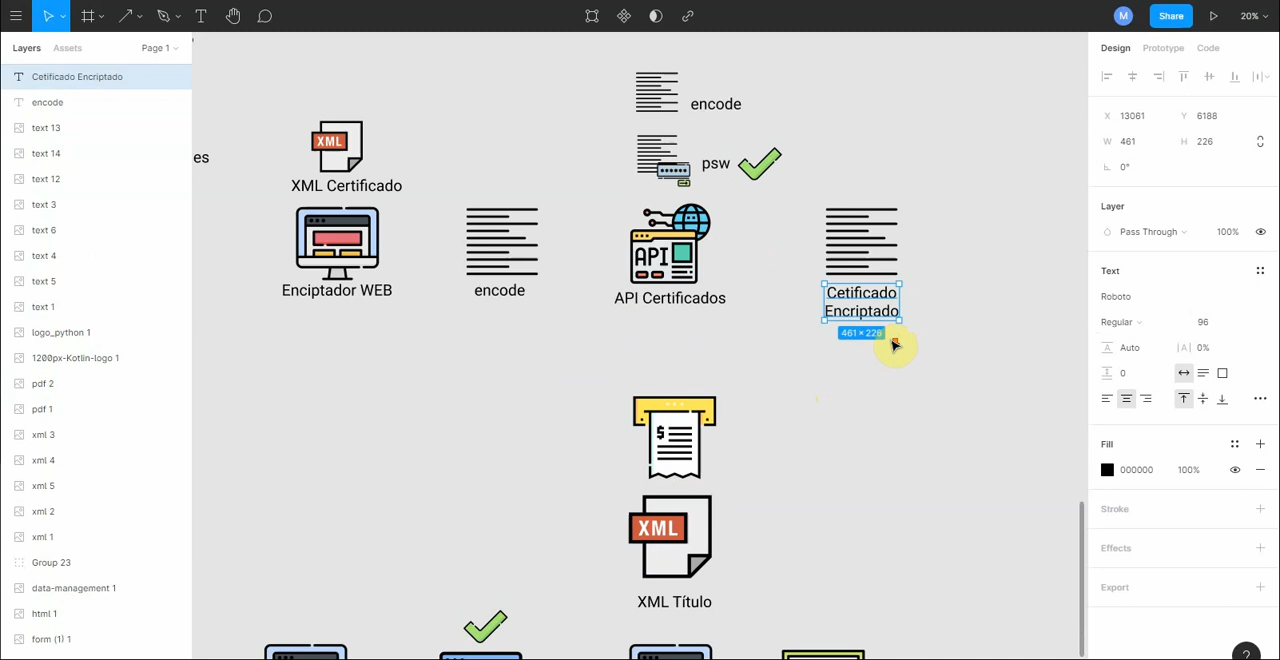 Layers
Assets
Page 1
Cetificado Encriptado
encode
text 13
text 14
text 12
text 3
text 6
text 4
text 5
text 1
logo_python 1
1200px-Kotlin-logo 1
pdf 2
pdf 1
xml 3
xml 4
xml 5
xml 2
xml 1
Group 23
data-management 1
html 1
form (1) 1
M
Share
20%
es
XML
XML Certificado
Enciptador WEB
encode
encode
psw
API
API Certificados
Cetificado
Encriptado
461 × 226
$
XML
XML Título
Design
Prototype
Code
X 13061
Y 6188
W 461
H 226
0°
Layer
Pass Through
100%
Text
Roboto
Regular
96
A Auto
|A| 0%
0
Fill
000000
100%
Stroke
Effects
Export
?